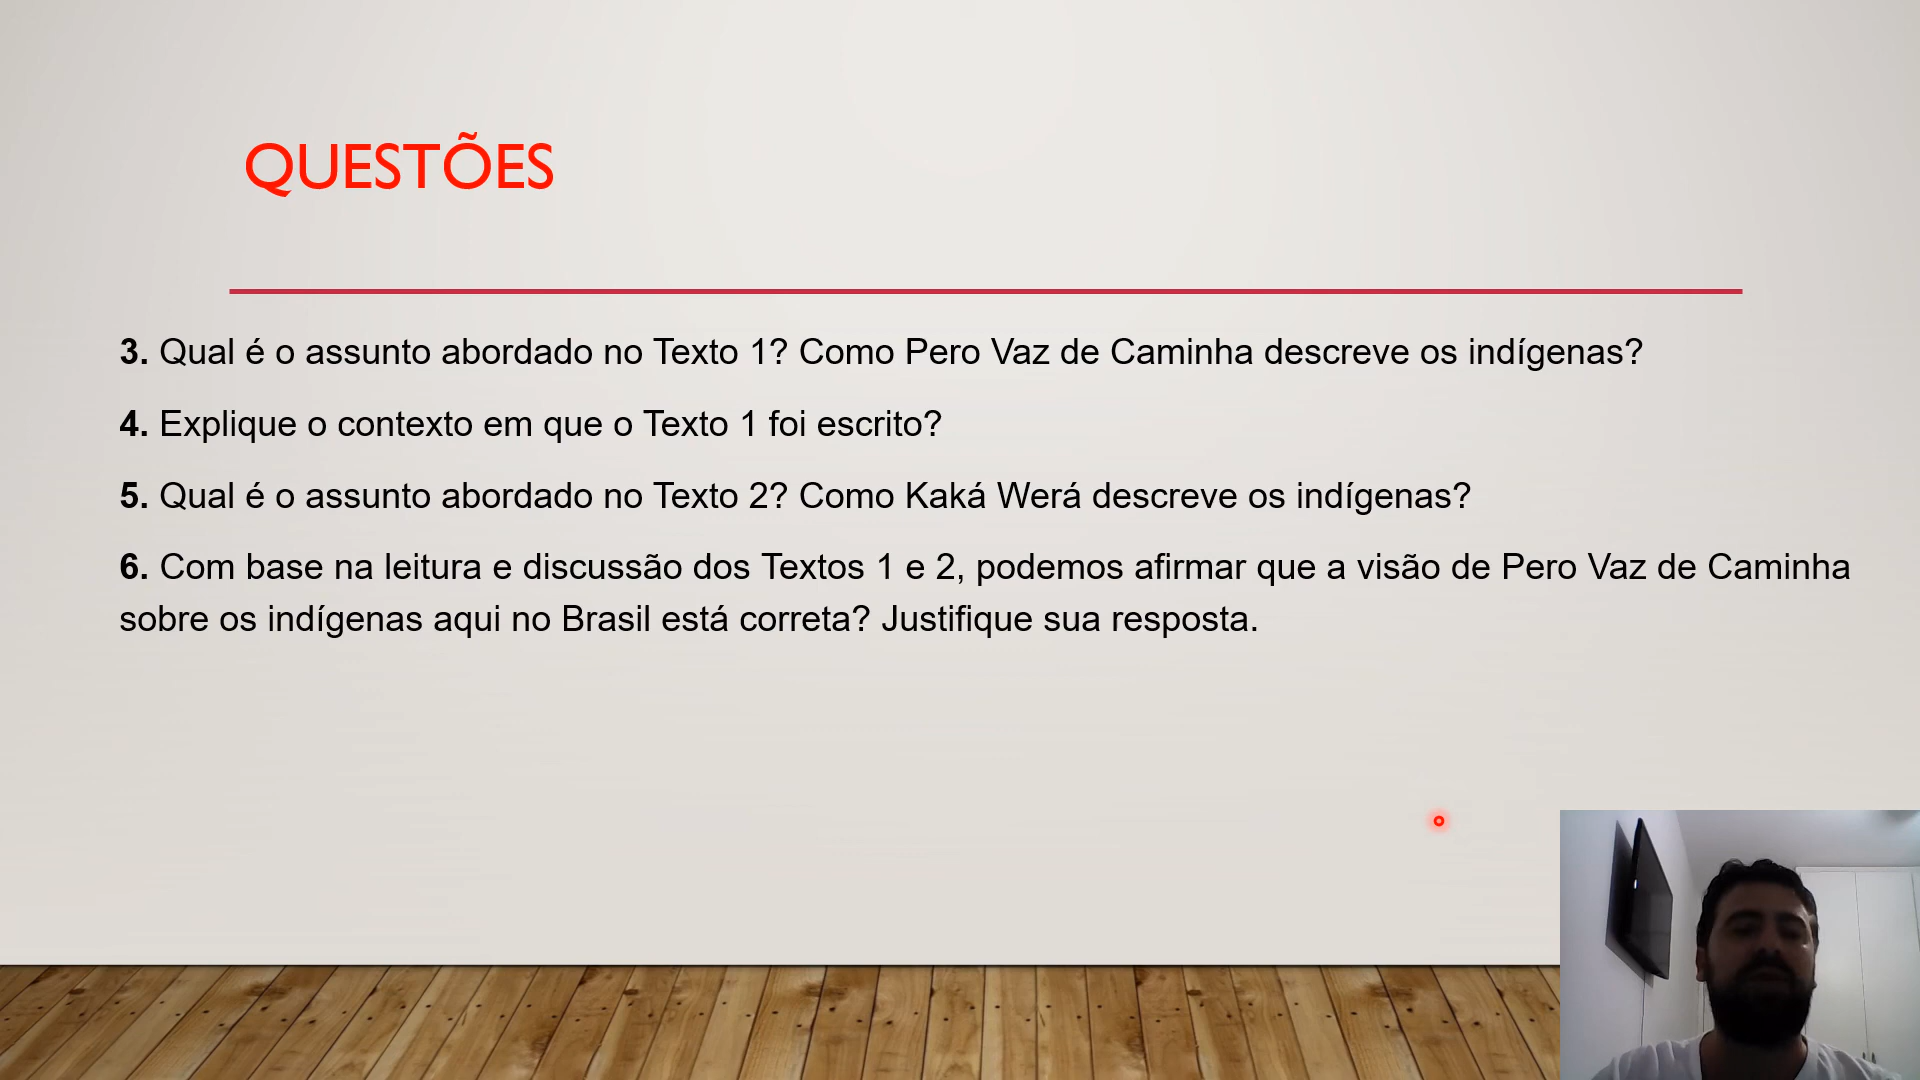 QUESTÕES
3. Qual é o assunto abordado no Texto 1? Como Pero Vaz de Caminha descreve os indígenas?
4. Explique o contexto em que o Texto 1 foi escrito?
5. Qual é o assunto abordado no Texto 2? Como Kaká Werá descreve os indígenas?
6. Com base na leitura e discussão dos Textos 1 e 2, podemos afirmar que a visão de Pero Vaz de Caminha
sobre os indígenas aqui no Brasil está correta? Justifique sua resposta.